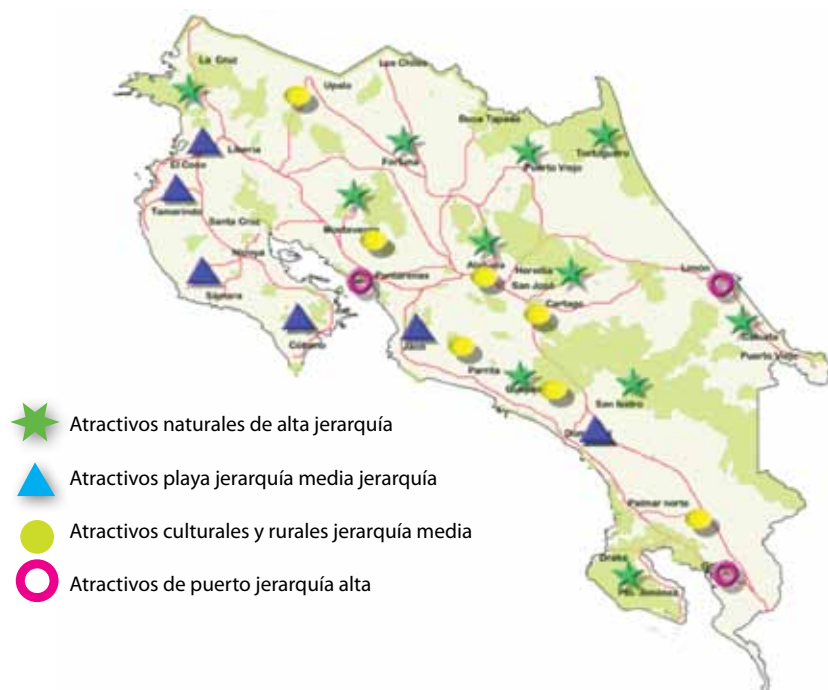 La Cruz
Los Chiles
Upala
Boca Tapada
Liberia
Fortuna
Puerto Viejo
Tortuguero
El Coco
Tamarindo
Santa Cruz
Monteverde
Nicoya
Puntarenas
Alajuela
Heredia
San José
Limón
Sámara
Cartago
Cóbano
Jacó
Cahuita
Puerto Viejo
Parrita
Quepos
San Isidro
Palmar norte
Drake
Pto. Jiménez
Atractivos naturales de alta jerarquía
Atractivos playa jerarquía media jerarquía
Atractivos culturales y rurales jerarquía media
Atractivos de puerto jerarquía alta